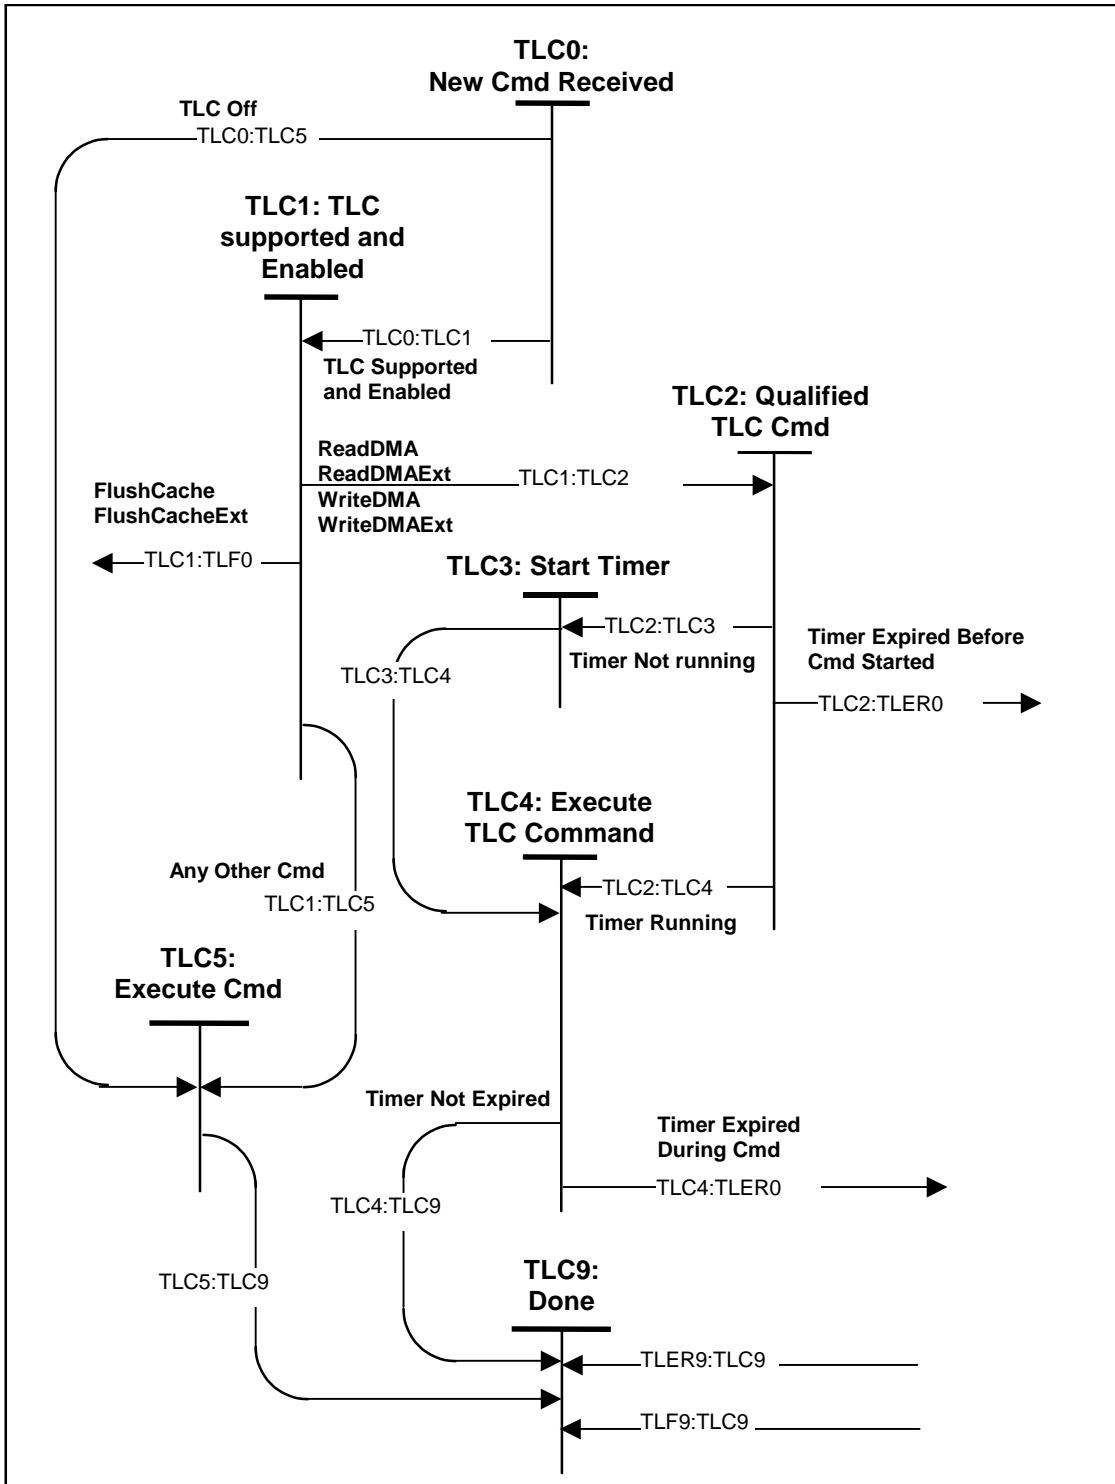 TLC0:
New Cmd Received
TLC Off
TLC0:TLC5
TLC1: TLC
supported and
Enabled
TLC0:TLC1
TLC Supported
and Enabled
TLC2: Qualified
TLC Cmd
ReadDMA
ReadDMAExt
TLC1:TLC2
WriteDMA
WriteDMAExt
FlushCache
FlushCacheExt
TLC1:TLF0
TLC3: Start Timer
TLC2:TLC3
Timer Not running
TLC3:TLC4
Timer Expired Before
Cmd Started
TLC2:TLER0
TLC4: Execute
TLC Command
TLC2:TLC4
Timer Running
Any Other Cmd
TLC1:TLC5
TLC5:
Execute Cmd
Timer Not Expired
Timer Expired
During Cmd
TLC4:TLER0
TLC4:TLC9
TLC5:TLC9
TLC9:
Done
TLER9:TLC9
TLF9:TLC9